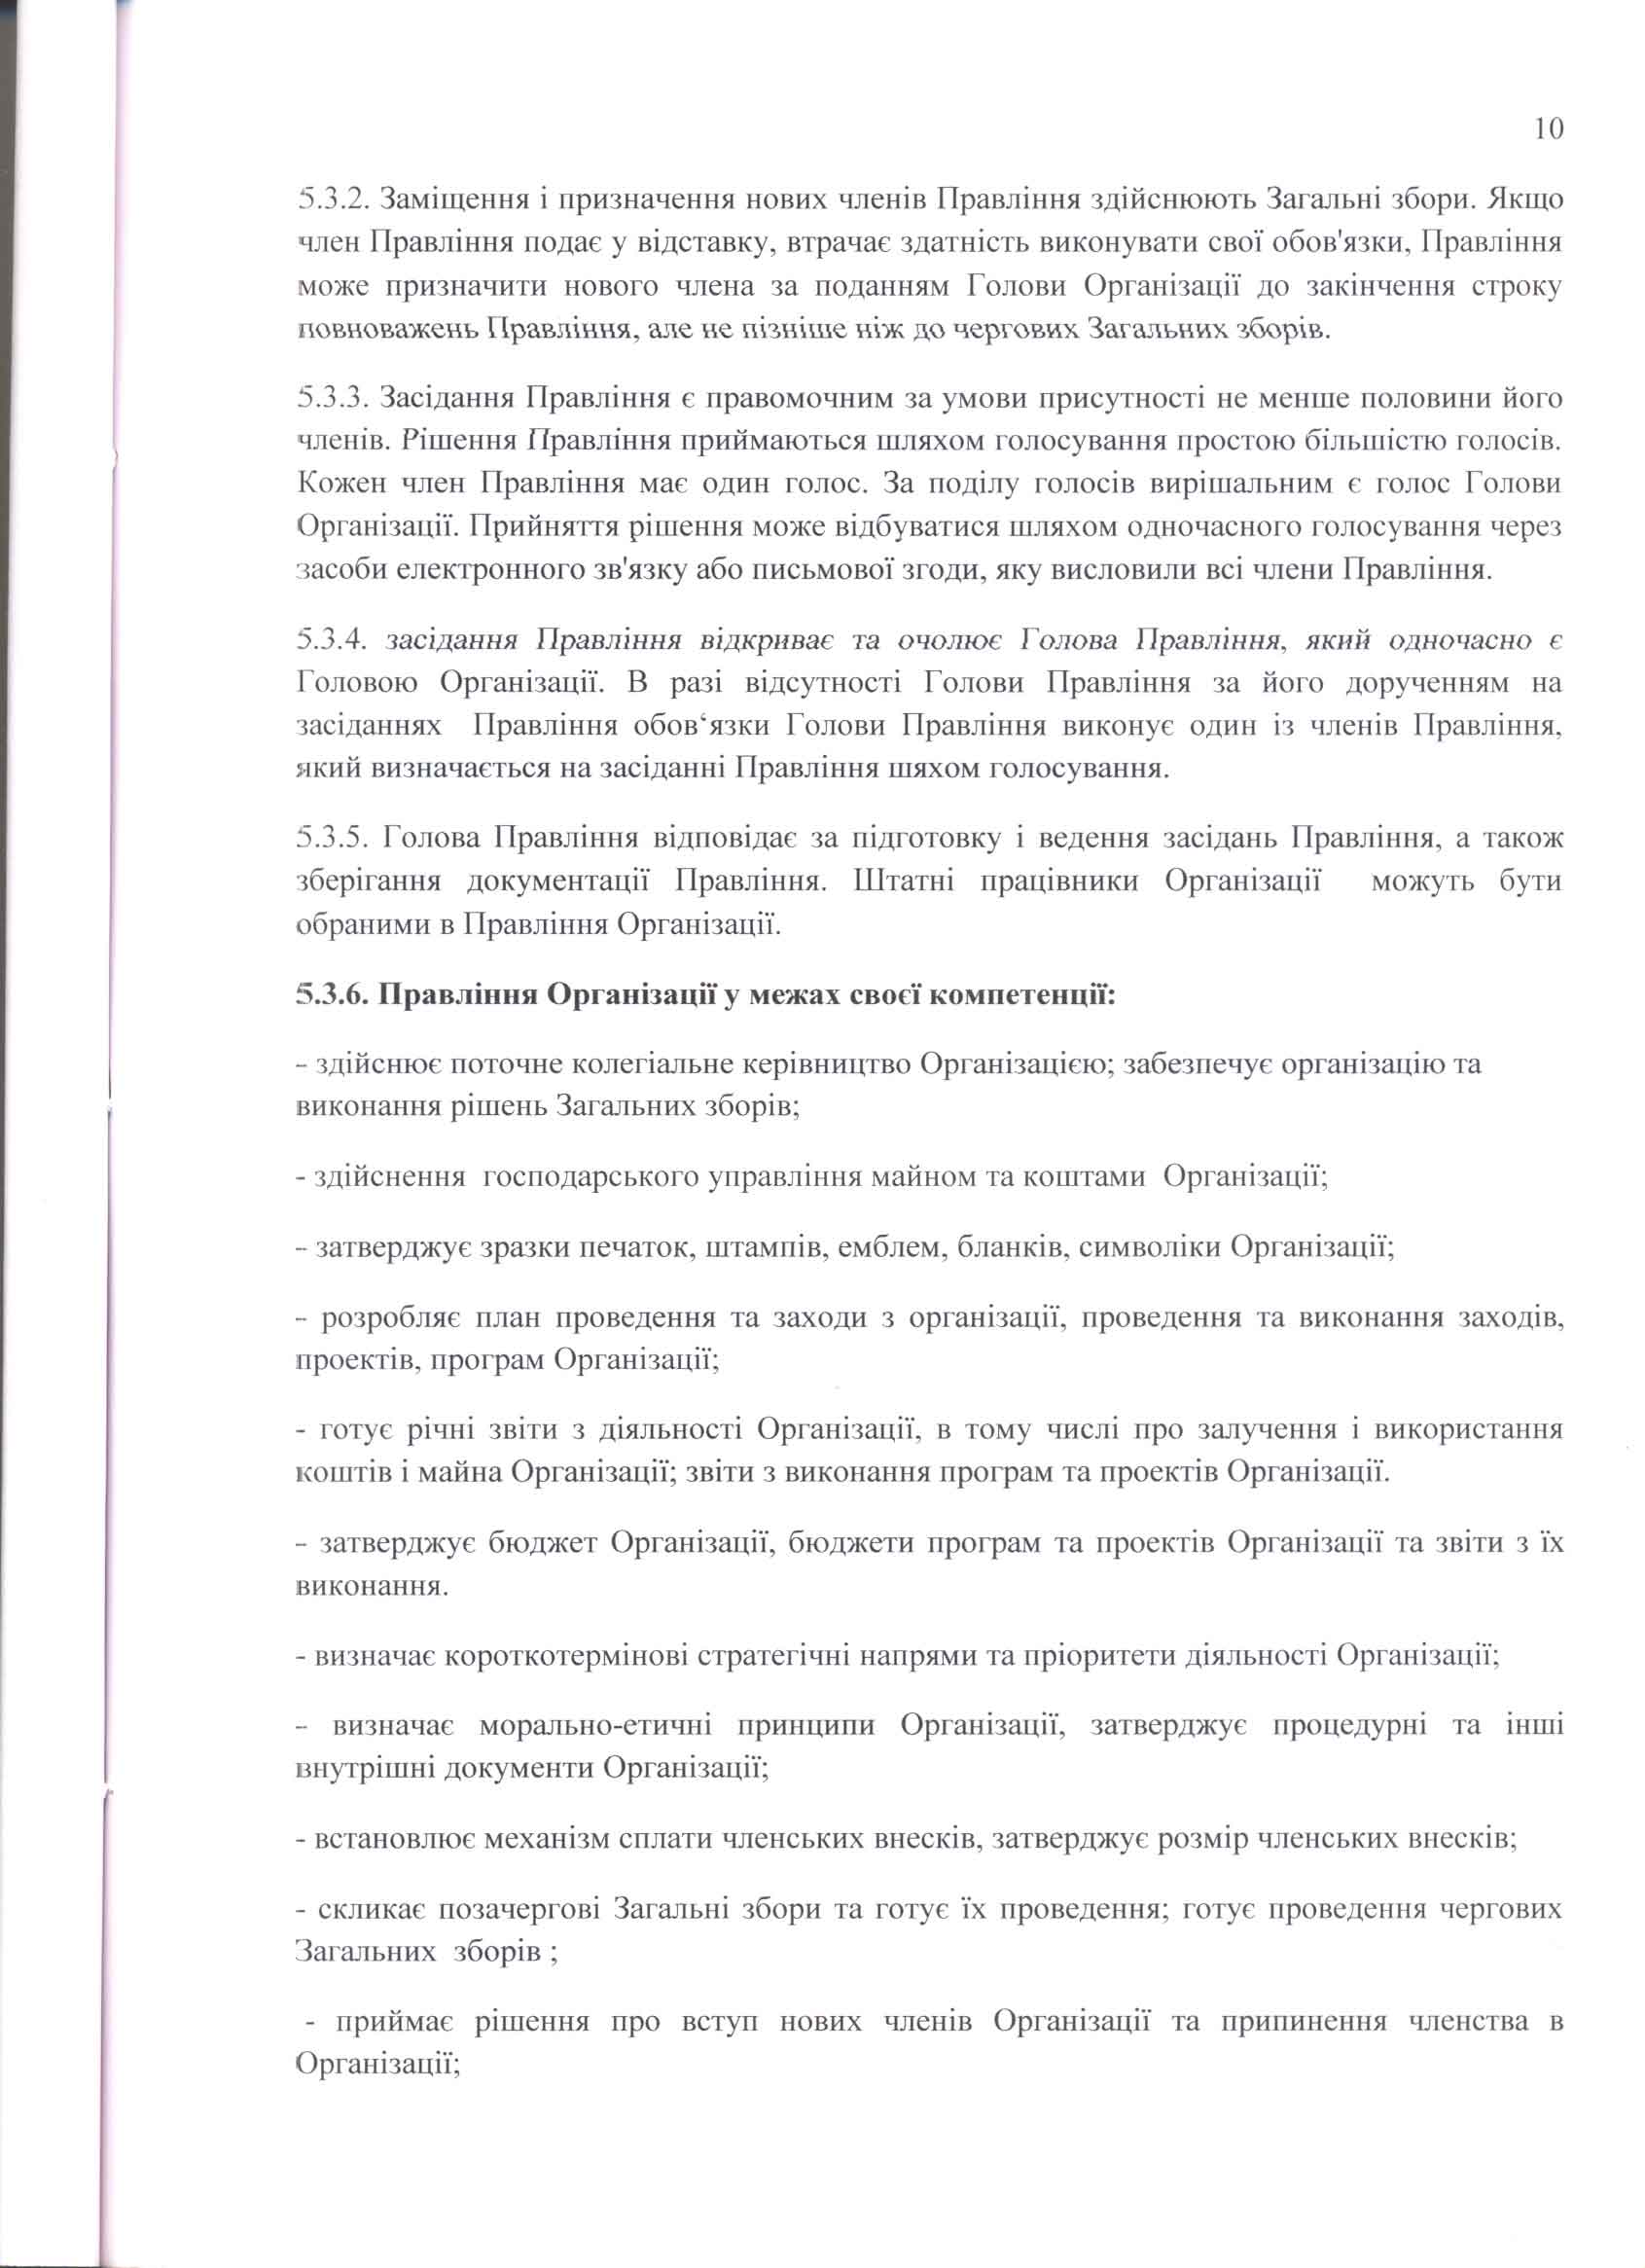 10
5.3.2. Заміщення і призначення нових членів Правління здійснюють Загальні збори. Якщо
член Правління подає у відставку, втрачає здатність виконувати свої обов'язки, Правління
може призначити нового члена за поданням Голови Організації до закінчення строку
повноважень Правління, але не пізніше ніж до чергових Загальних зборів.
5.3.3. Засідання Правління є правомочним за умови присутності не менше половини його
членів. Рішення Правління приймаються шляхом голосування простою більшістю голосів.
Кожен член Правління має один голос. За поділу голосів вирішальним є голос Голови
Організації. Прийняття рішення може відбуватися шляхом одночасного голосування через
засоби електронного зв'язку або письмової згоди, яку висловили всі члени Правління.
5.3.4. засідання Правління відкриває та очолює Голова Правління, який одночасно є
Головою Організації. В разі відсутності Голови Правління за його дорученням на
засіданнях Правління обов‘язки Голови Правління виконує один із членів Правління,
який визначається на засіданні Правління шяхом голосування.
5.3.5. Голова Правління відповідає за підготовку і ведення засідань Правління, а також
зберігання документації Правління. Штатні працівники Організації можуть бути
обраними в Правління Організації.
5.3.6. Правління Організації у межах своєї компетенції:
- здійснює поточне колегіальне керівництво Організацією; забезпечує організацію та
виконання рішень Загальних зборів;
- здійснення господарського управління майном та коштами Організації;
- затверджує зразки печаток, штампів, емблем, бланків, символіки Організації;
- розробляє план проведення та заходи з організації, проведення та виконання заходів,
проектів, програм Організації;
- готує річні звіти з діяльності Організації, в тому числі про залучення і використання
коштів і майна Організації; звіти з виконання програм та проектів Організації.
- затверджує бюджет Організації, бюджети програм та проектів Організації та звіти з їх
виконання.
- визначає короткотермінові стратегічні напрями та пріоритети діяльності Організації;
- визначає морально-етичні принципи Організації, затверджує процедурні та інші
внутрішні документи Організації;
- встановлює механізм сплати членських внесків, затверджує розмір членських внесків;
- скликає позачергові Загальні збори та готує їх проведення; готує проведення чергових
Загальних зборів ;
- приймає рішення про вступ нових членів Організації та припинення членства в
Організації;